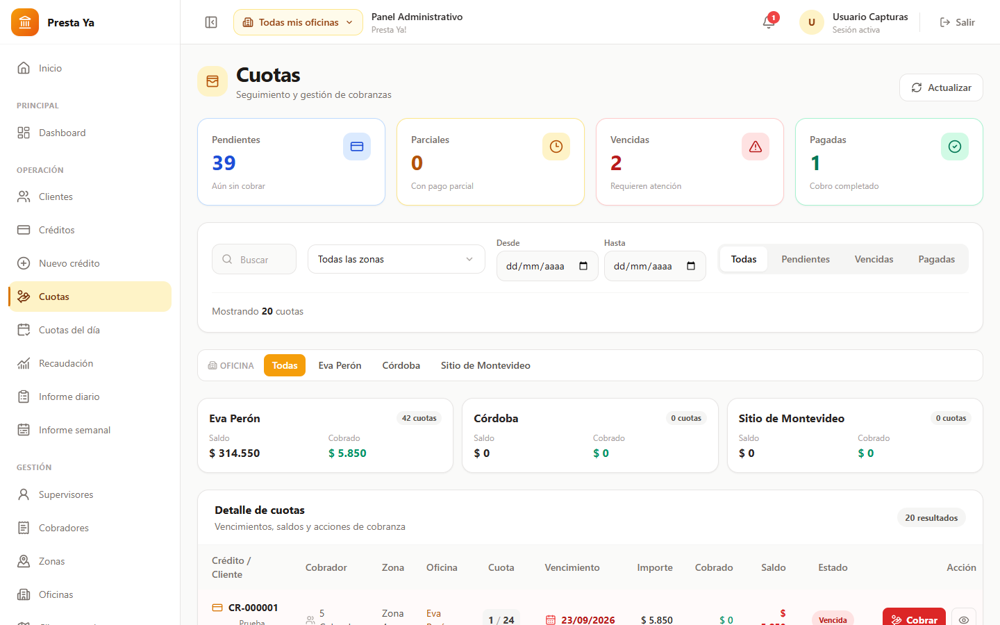 Presta Ya
Todas mis oficinas
Panel Administrativo
Presta Ya!
1
U
Usuario Capturas
Sesión activa
Salir
Inicio
PRINCIPAL
Dashboard
OPERACIÓN
Clientes
Créditos
Nuevo crédito
Cuotas
Cuotas del día
Recaudación
Informe diario
Informe semanal
GESTIÓN
Supervisores
Cobradores
Zonas
Oficinas
Cuotas
Seguimiento y gestión de cobranzas
Actualizar
Pendientes
39
Aún sin cobrar
Parciales
0
Con pago parcial
Vencidas
2
Requieren atención
Pagadas
1
Cobro completado
Buscar
Todas las zonas
Desde
dd/mm/aaaa
Hasta
dd/mm/aaaa
Todas
Pendientes
Vencidas
Pagadas
Mostrando 20 cuotas
OFICINA
Todas
Eva Perón
Córdoba
Sitio de Montevideo
Eva Perón
42 cuotas
Saldo
$ 314.550
Cobrado
$ 5.850
Córdoba
0 cuotas
Saldo
$ 0
Cobrado
$ 0
Sitio de Montevideo
0 cuotas
Saldo
$ 0
Cobrado
$ 0
Detalle de cuotas
Vencimientos, saldos y acciones de cobranza
20 resultados
Crédito /
Cliente
Cobrador
Zona
Oficina
Cuota
Vencimiento
Importe
Cobrado
Saldo
Estado
Acción
CR-000001
Prueba
5
Zona
Eva
1 / 24
23/09/2026
$ 5.850
$ 0
$
Vencida
Cobrar